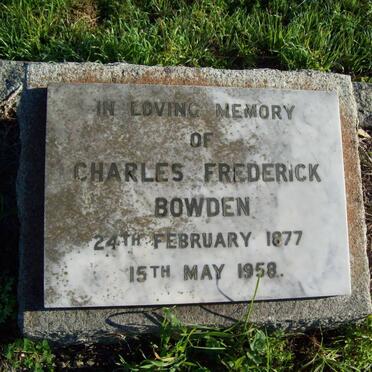 IN LOVING MEMORY
OF
CHARLES FREDERICK
BOWDEN
24TH FEBRUARY 1877
15TH MAY 1958.